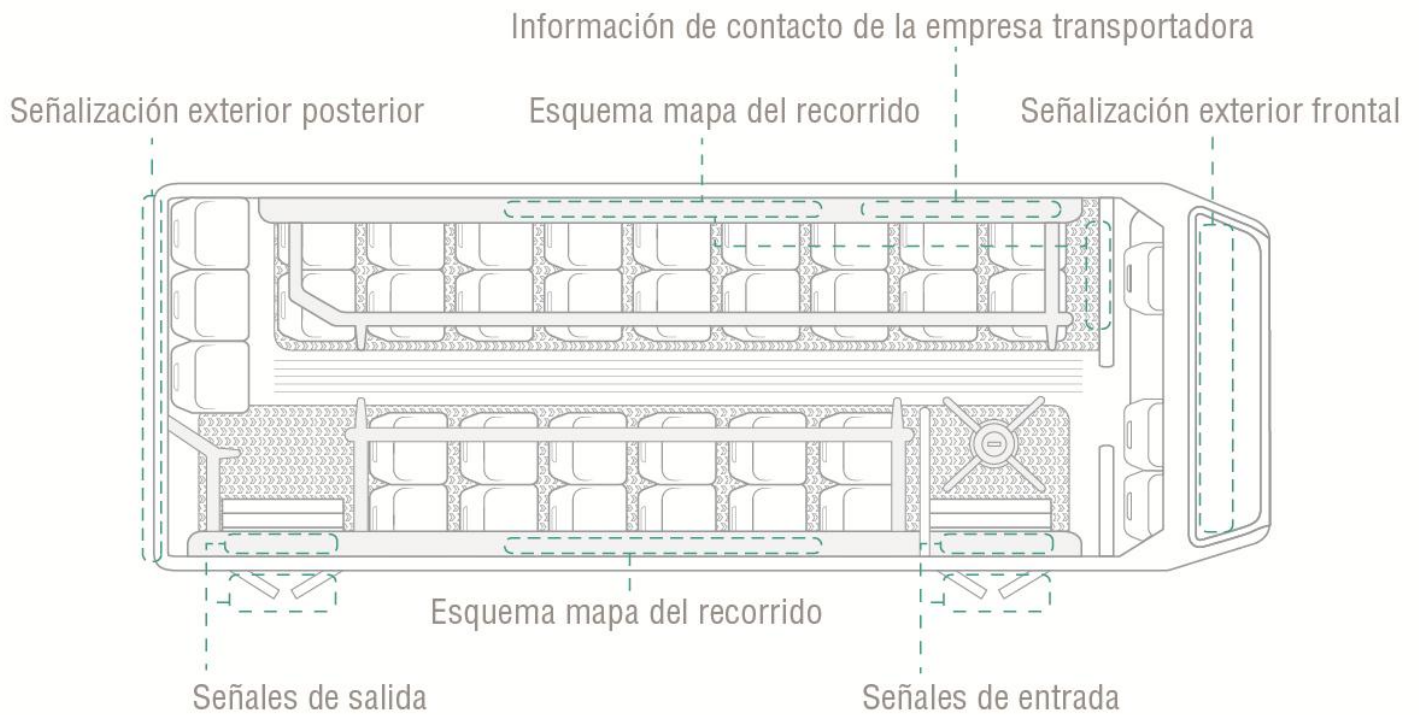 Información de contacto de la empresa transportadora
Señalización exterior posterior
Esquema mapa del recorrido
Señalización exterior frontal
Esquema mapa del recorrido
Señales de salida
Señales de entrada